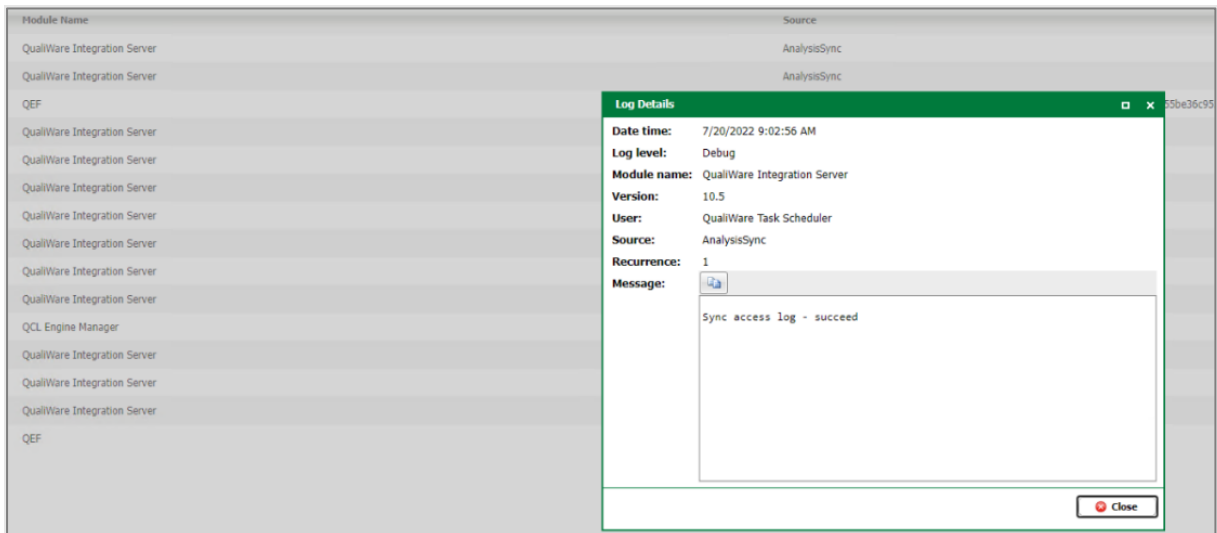 Module Name Source
QualiWare Integration Server AnalysisSync
QualiWare Integration Server AnalysisSync
QEF 55be36c95
QualiWare Integration Server
QualiWare Integration Server
QualiWare Integration Server
QualiWare Integration Server
QualiWare Integration Server
QualiWare Integration Server
QualiWare Integration Server
QCL Engine Manager
QualiWare Integration Server
QualiWare Integration Server
QualiWare Integration Server
QEF
Log Details
Date time: 7/20/2022 9:02:56 AM
Log level: Debug
Module name: QualiWare Integration Server
Version: 10.5
User: QualiWare Task Scheduler
Source: AnalysisSync
Recurrence: 1
Message:
Sync access log - succeed
Close